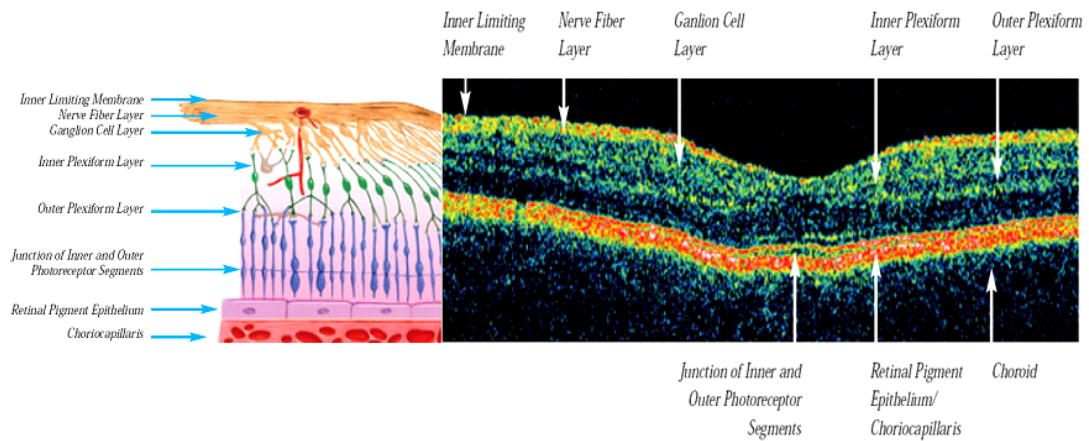 Inner Limiting
Membrane
Nerve Fiber
Layer
Ganlion Cell
Layer
Inner Plexiform
Layer
Outer Plexiform
Layer
Inner Limiting Membrane
Nerve Fiber Layer
Ganglion Cell Layer
Inner Plexiform Layer
Outer Plexiform Layer
Junction of Inner and Outer
Photoreceptor Segments
Retinal Pigment Epithelium
Choriocapillaris
Junction of Inner and
Outer Photoreceptor
Segments
Retinal Pigment
Epithelium/
Choriocapillaris
Choroid